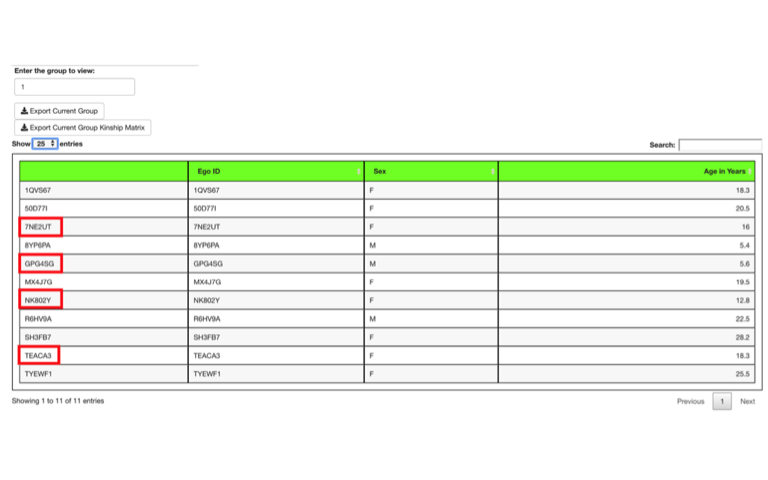 Enter the group to view:
1
Export Current Group
Export Current Group Kinship Matrix
Show 25 entries
Search:
Ego ID Sex Age in Years
1QVS67 1QVS67 F 18.3
50D77I 50D77I F 20.5
7NE2UT 7NE2UT F 16
8YP6PA 8YP6PA M 5.4
GPG4SG GPG4SG M 5.6
MX4J7G MX4J7G F 19.5
NK802Y NK802Y F 12.8
R6HV9A R6HV9A M 22.5
SH3FB7 SH3FB7 F 28.2
TEACA3 TEACA3 F 18.3
TYEWF1 TYEWF1 F 25.5
Showing 1 to 11 of 11 entries
Previous 1 Next